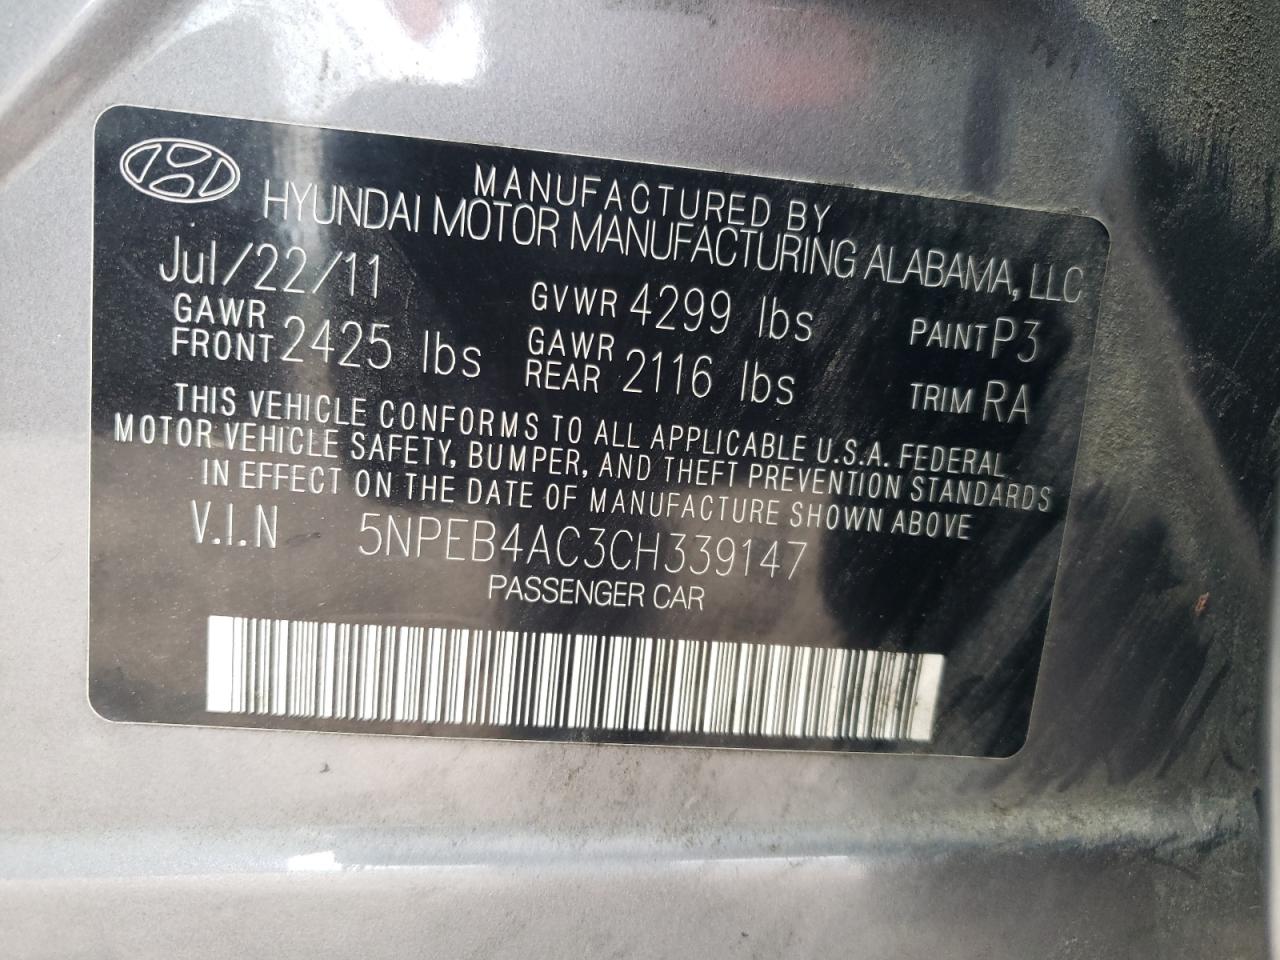 MANUFACTURED BY
HYUNDAI MOTOR MANUFACTURING ALABAMA, LLC
Jul/22/11
GVWR 4299 lbs
PAINT P3
GAWR
FRONT 2425 lbs
GAWR
REAR 2116 lbs
TRIM RA
THIS VEHICLE CONFORMS TO ALL APPLICABLE U.S.A. FEDERAL
MOTOR VEHICLE SAFETY, BUMPER, AND THEFT PREVENTION STANDARDS
IN EFFECT ON THE DATE OF MANUFACTURE SHOWN ABOVE
V.I.N 5NPEB4AC3CH339147
PASSENGER CAR